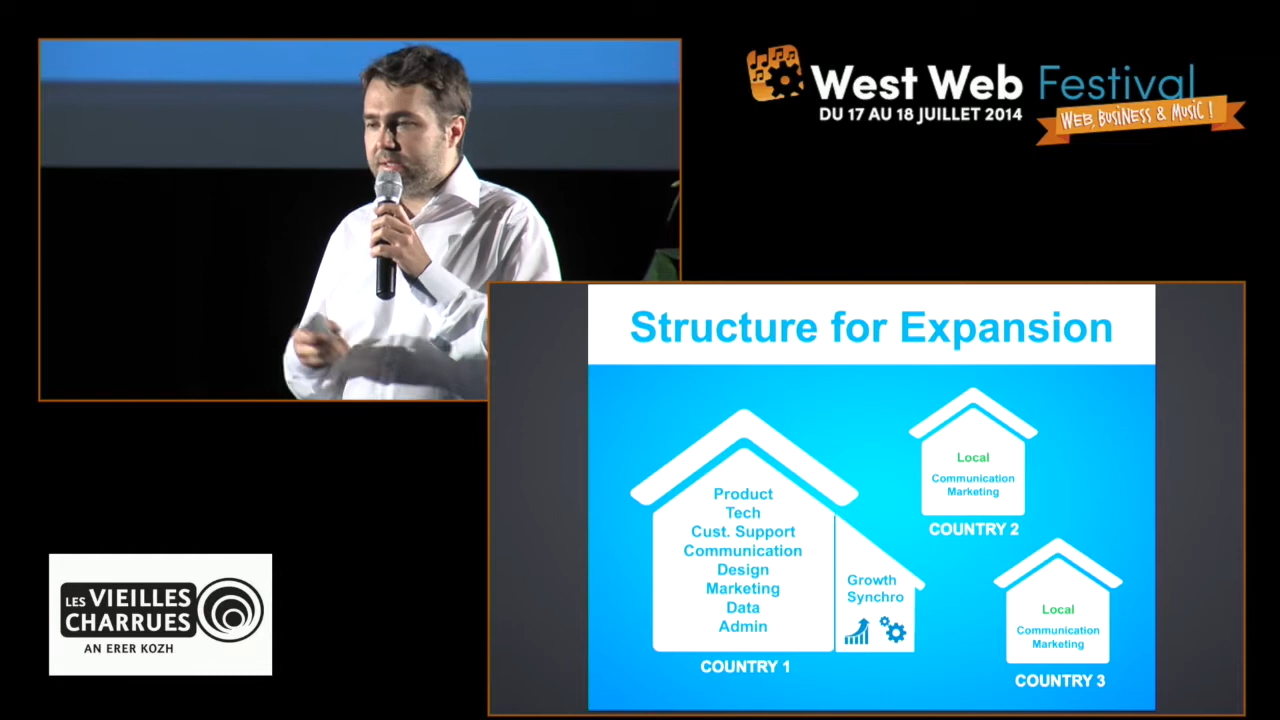 West Web Festival
DU 17 AU 18 JUILLET 2014
WEB, BUSINESS & MUSIC !
Structure for Expansion
Product
Tech
Cust. Support
Communication
Design
Marketing
Data
Admin
Growth
Synchro
COUNTRY 1
Local
Communication
Marketing
COUNTRY 2
Local
Communication
Marketing
COUNTRY 3
LES VIEILLES
CHARRUES
AN ERER KOZH